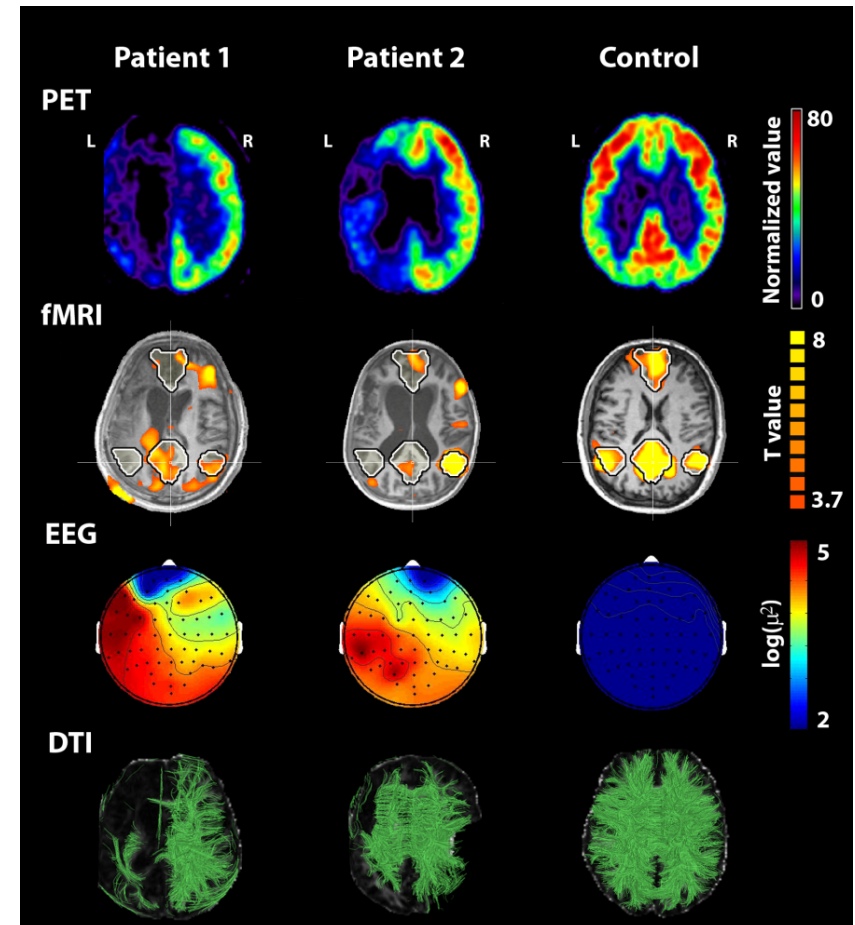 Patient 1 Patient 2 Control
PET
L R L R L R
80
Normalized value
0
fMRI
8
T value
3.7
EEG
5
log(μ²)
2
DTI